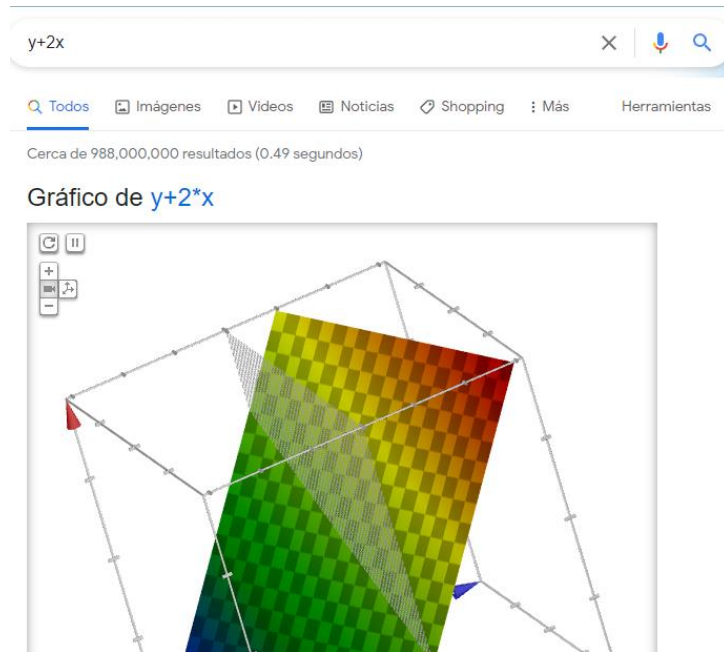 y+2x
Todos Imágenes Videos Noticias Shopping Más Herramientas
Cerca de 988,000,000 resultados (0.49 segundos)
Gráfico de y+2*x